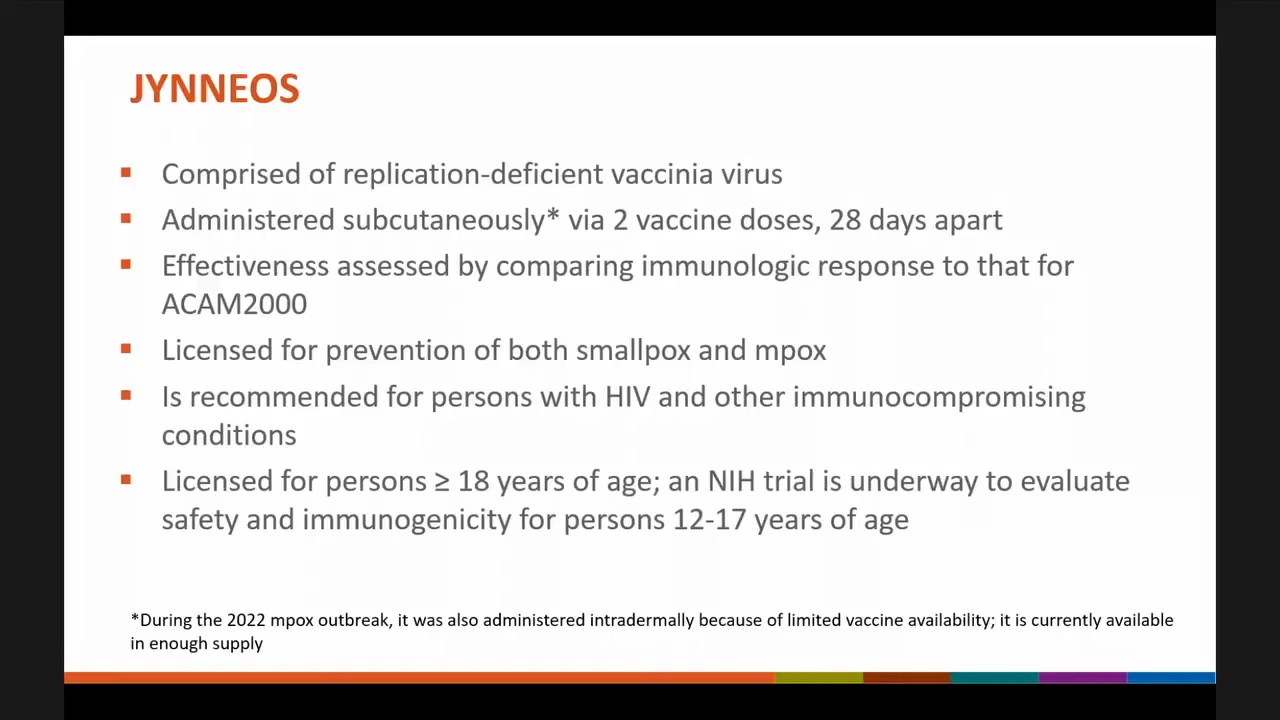 JYNNEOS
▪ Comprised of replication-deficient vaccinia virus
▪ Administered subcutaneously* via 2 vaccine doses, 28 days apart
▪ Effectiveness assessed by comparing immunologic response to that for
ACAM2000
▪ Licensed for prevention of both smallpox and mpox
▪ Is recommended for persons with HIV and other immunocompromising
conditions
▪ Licensed for persons ≥ 18 years of age; an NIH trial is underway to evaluate
safety and immunogenicity for persons 12-17 years of age
*During the 2022 mpox outbreak, it was also administered intradermally because of limited vaccine availability; it is currently available
in enough supply